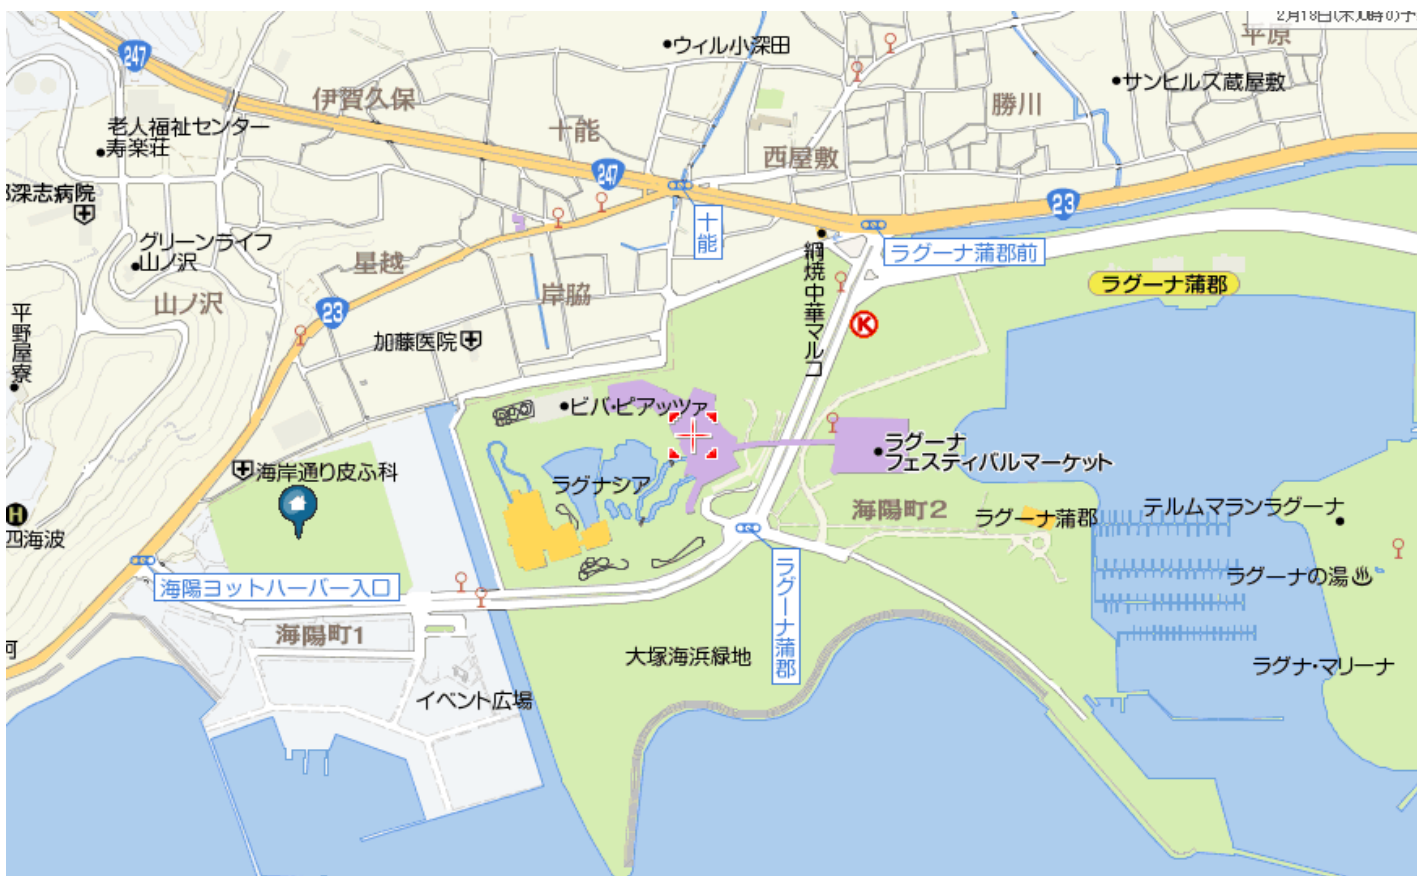 2月18日(木)0時の予
平原
ウィル小深田
サンヒルズ蔵屋敷
247
伊賀久保
勝川
老人福祉センター
寿楽荘
十能
西屋敷
247
深志病院
23
十能
グリーンライフ
山ノ沢
星越
網焼中華マルコ
ラグーナ蒲郡前
ラグーナ蒲郡
山ノ沢
岸脇
23
K
平野屋寮
加藤医院
ビバ・ピアッツァ
ラグーナ
フェスティバルマーケット
海岸通り皮ふ科
ラグナシア
海陽町2
ラグーナ蒲郡
テルムマランラグーナ
H
四海波
海陽ヨットハーバー入口
ラグーナ蒲郡
ラグーナの湯
海陽町1
大塚海浜緑地
ラグナ・マリーナ
河
イベント広場